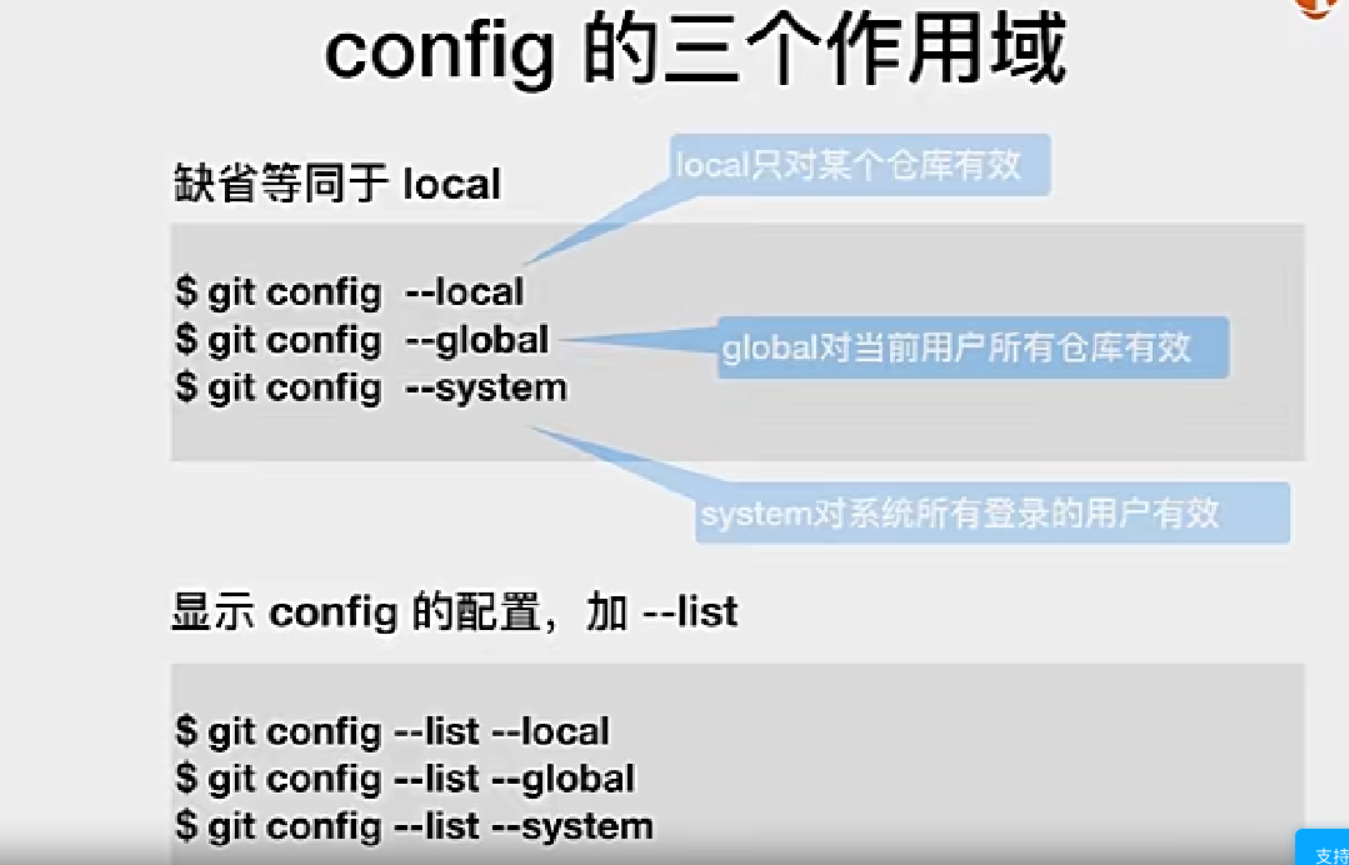 config 的三个作用域
缺省等同于 local
local只对某个仓库有效
$ git config --local
$ git config --global
global对当前用户所有仓库有效
$ git config --system
system对系统所有登录的用户有效
显示 config 的配置，加 --list
$ git config --list --local
$ git config --list --global
$ git config --list --system
支持